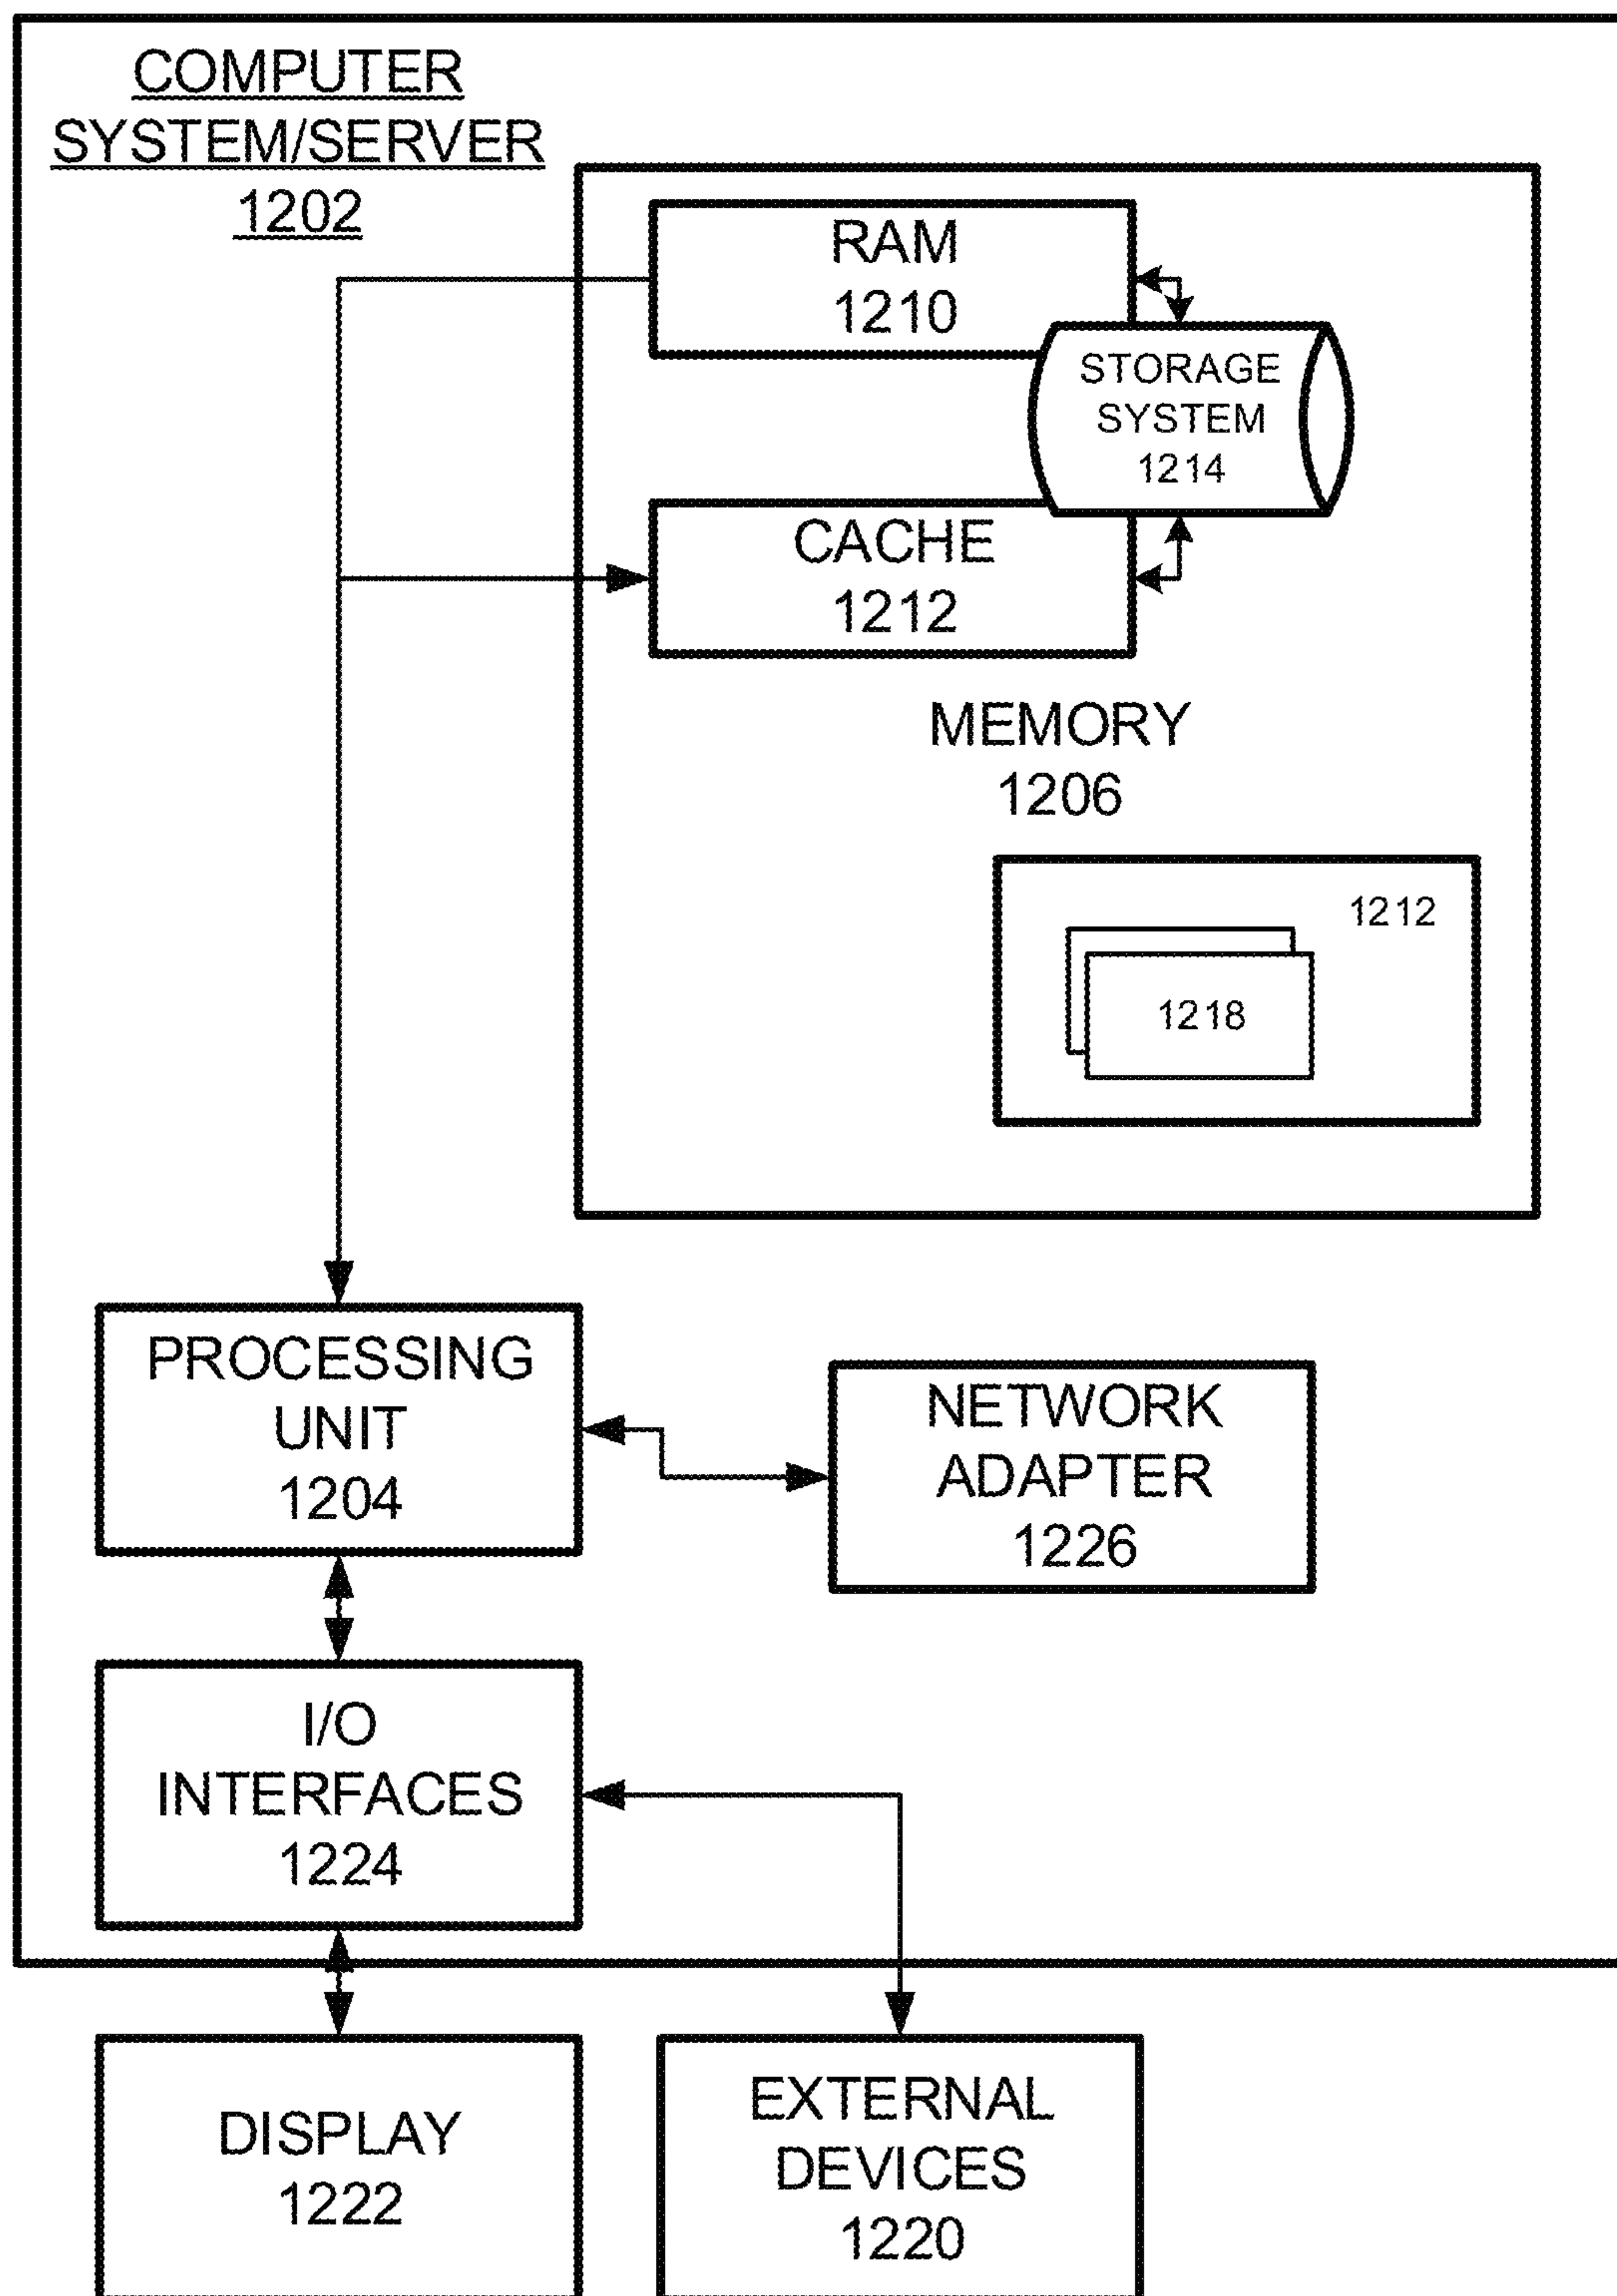 COMPUTER
SYSTEM/SERVER
1202
RAM
1210
STORAGE
SYSTEM
1214
CACHE
1212
MEMORY
1206
1212
1218
PROCESSING
UNIT
1204
NETWORK
ADAPTER
1226
I/O
INTERFACES
1224
DISPLAY
1222
EXTERNAL
DEVICES
1220